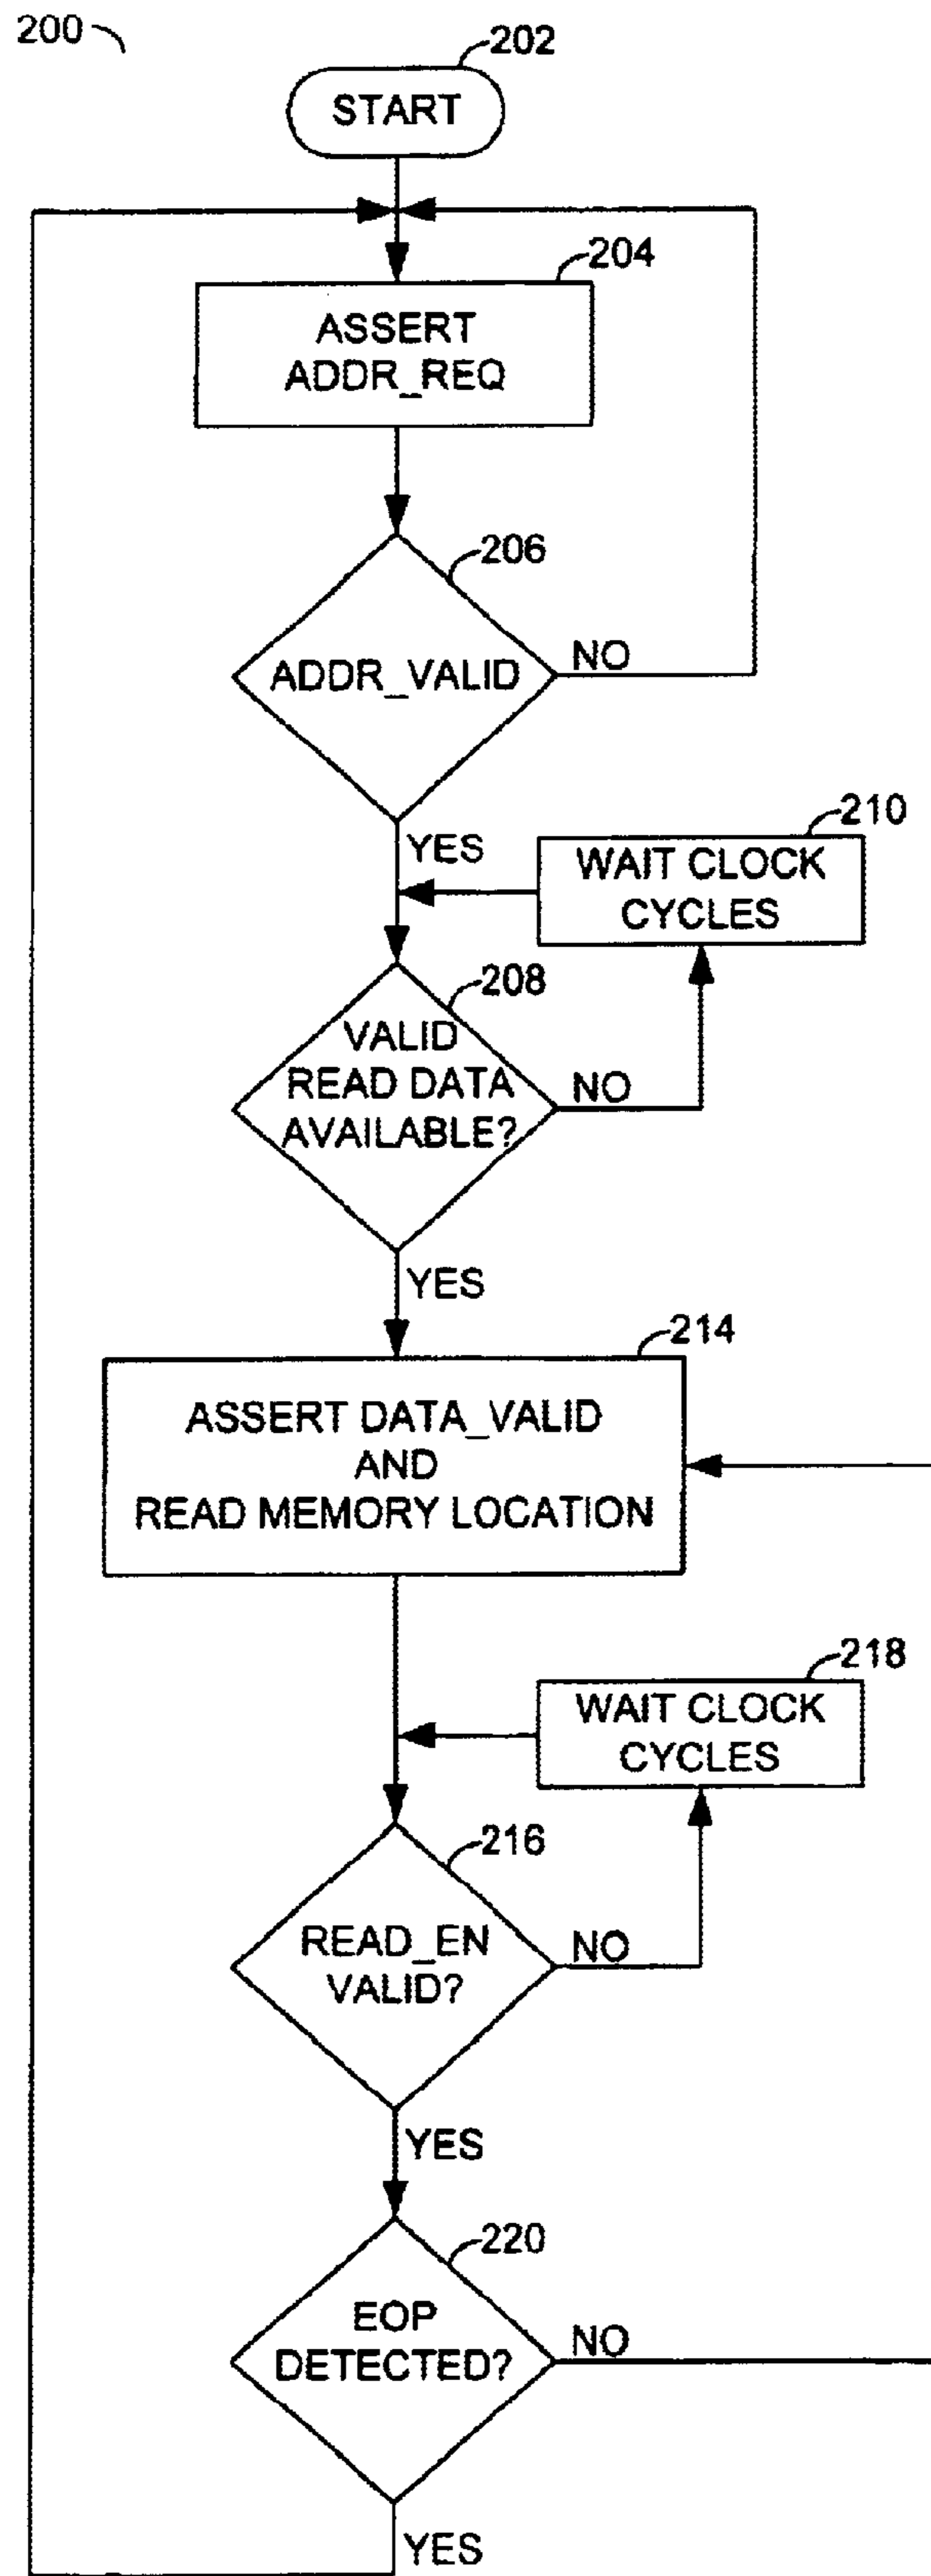 200
202
START
204
ASSERT
ADDR_REQ
206
ADDR_VALID
NO
YES
210
WAIT CLOCK
CYCLES
208
VALID
READ DATA
AVAILABLE?
NO
YES
214
ASSERT DATA_VALID
AND
READ MEMORY LOCATION
218
WAIT CLOCK
CYCLES
216
READ_EN
VALID?
NO
YES
220
EOP
DETECTED?
NO
YES